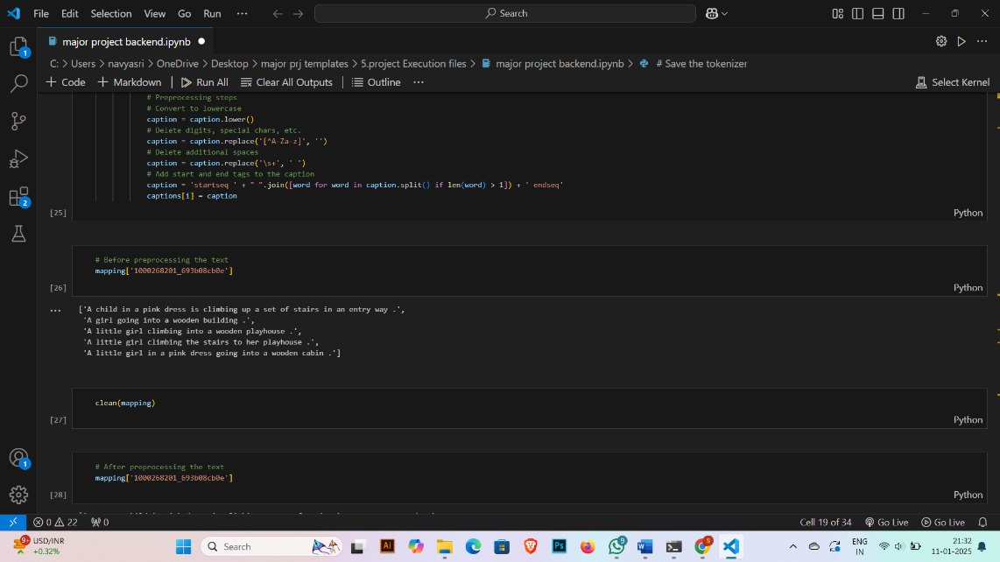 File Edit Selection View Go Run ···
Search
major project backend.ipynb
C: > Users > navyasri > OneDrive > Desktop > major prj templates > 5.project Execution files > major project backend.ipynb > # Save the tokenizer
+ Code + Markdown | Run All Clear All Outputs | Outline ···
Select Kernel
# Preprocessing steps
# Convert to lowercase
caption = caption.lower()
# Delete digits, special chars, etc.
caption = caption.replace('[^A-Za-z]', '')
# Delete additional spaces
caption = caption.replace('\s+', ' ')
# Add start and end tags to the caption
caption = 'startseq ' + " ".join([word for word in caption.split() if len(word) > 1]) + ' endseq'
captions[i] = caption
[25]
Python
# Before preprocessing the text
mapping['1000268201_693b08cb0e']
[26]
Python
['A child in a pink dress is climbing up a set of stairs in an entry way .',
'A girl going into a wooden building .',
'A little girl climbing into a wooden playhouse .',
'A little girl climbing the stairs to her playhouse .',
'A little girl in a pink dress going into a wooden cabin .']
clean(mapping)
[27]
Python
# After preprocessing the text
mapping['1000268201_693b08cb0e']
[28]
Python
1
2
1
0 22 0
Cell 19 of 34 Go Live Go Live
9+
USD/INR
+0.32%
Search
Ai
Ps
9
S
ENG
IN
21:32
11-01-2025